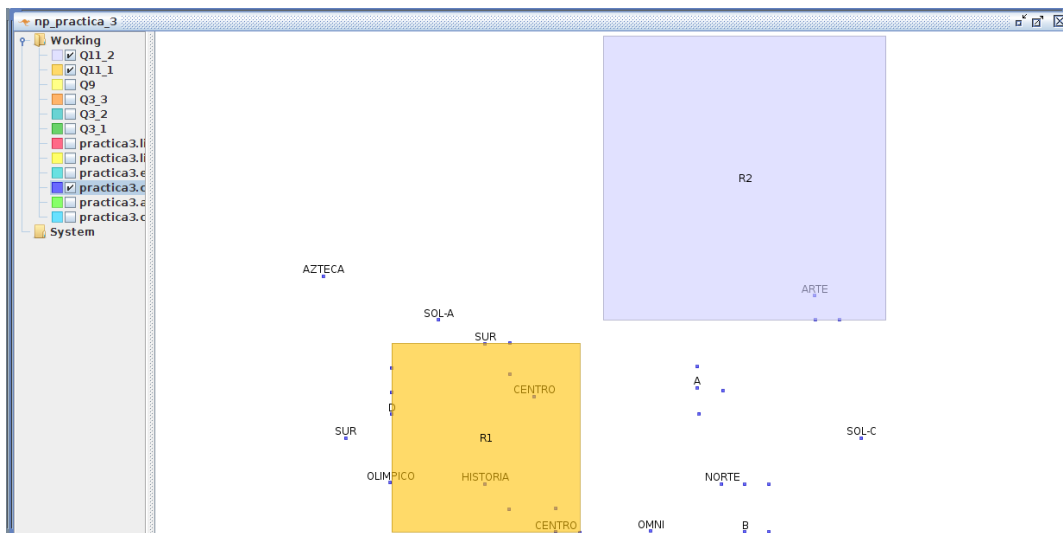 np_practica_3
Working
Q11_2
Q11_1
Q9
Q3_3
Q3_2
Q3_1
practica3.li
practica3.li
practica3.e
practica3.c
practica3.a
practica3.c
System
R2
AZTECA
ARTE
SOL-A
SUR
A
CENTRO
D
SUR
R1
SOL-C
OLIMPICO
HISTORIA
NORTE
CENTRO
OMNI
B